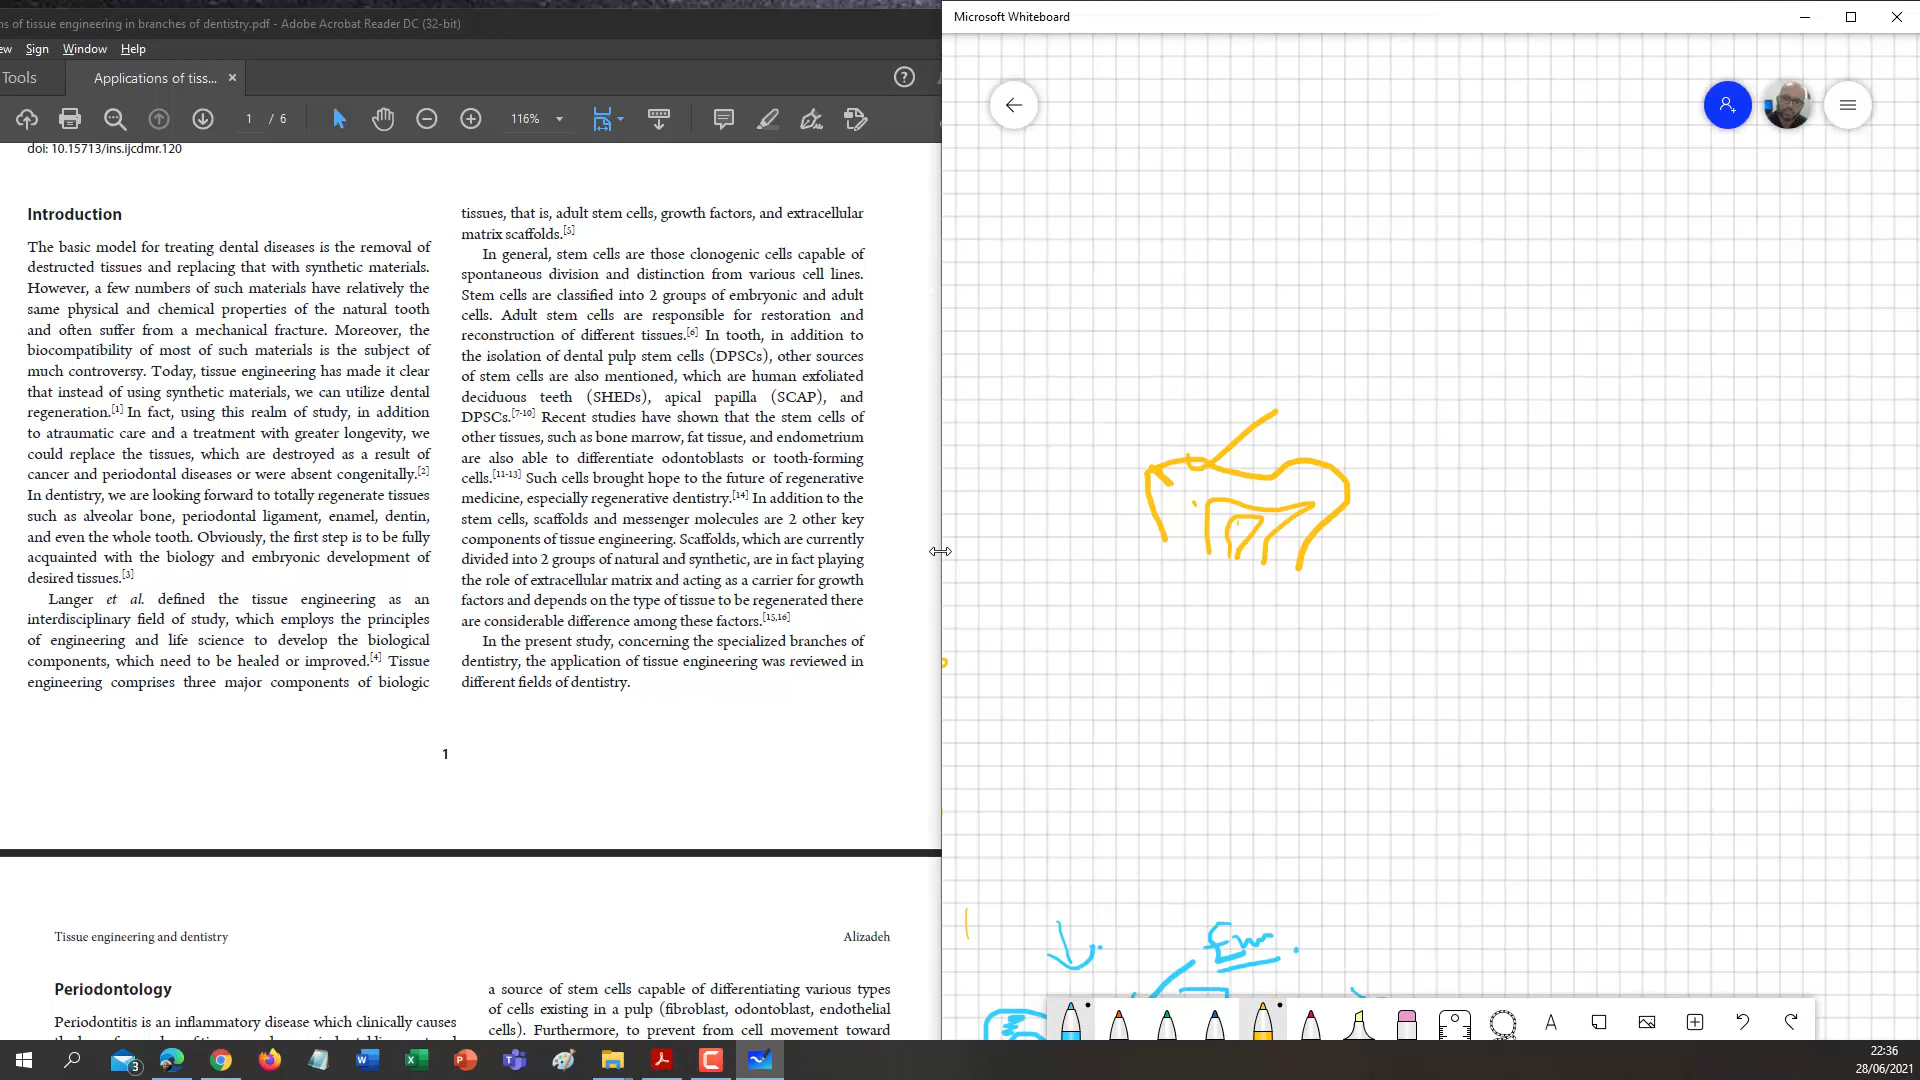 ns of tissue engineering in branches of dentistry.pdf - Adobe Acrobat Reader DC (32-bit)
ew Sign Window Help
Tools
Applications of tiss...
1 / 6
116%
doi: 10.15713/ins.ijcdmr.120
Introduction
The basic model for treating dental diseases is the removal of
destructed tissues and replacing that with synthetic materials.
However, a few numbers of such materials have relatively the
same physical and chemical properties of the natural tooth
and often suffer from a mechanical fracture. Moreover, the
biocompatibility of most of such materials is the subject of
much controversy. Today, tissue engineering has made it clear
that instead of using synthetic materials, we can utilize dental
regeneration.[1] In fact, using this realm of study, in addition
to atraumatic care and a treatment with greater longevity, we
could replace the tissues, which are destroyed as a result of
cancer and periodontal diseases or were absent congenitally.[2]
In dentistry, we are looking forward to totally regenerate tissues
such as alveolar bone, periodontal ligament, enamel, dentin,
and even the whole tooth. Obviously, the first step is to be fully
acquainted with the biology and embryonic development of
desired tissues.[3]
Langer et al. defined the tissue engineering as an
interdisciplinary field of study, which employs the principles
of engineering and life science to develop the biological
components, which need to be healed or improved.[4] Tissue
engineering comprises three major components of biologic
tissues, that is, adult stem cells, growth factors, and extracellular
matrix scaffolds.[5]
In general, stem cells are those clonogenic cells capable of
spontaneous division and distinction from various cell lines.
Stem cells are classified into 2 groups of embryonic and adult
cells. Adult stem cells are responsible for restoration and
reconstruction of different tissues.[6] In tooth, in addition to
the isolation of dental pulp stem cells (DPSCs), other sources
of stem cells are also mentioned, which are human exfoliated
deciduous teeth (SHEDs), apical papilla (SCAP), and
DPSCs.[7-10] Recent studies have shown that the stem cells of
other tissues, such as bone marrow, fat tissue, and endometrium
are also able to differentiate odontoblasts or tooth-forming
cells.[11-13] Such cells brought hope to the future of regenerative
medicine, especially regenerative dentistry.[14] In addition to the
stem cells, scaffolds and messenger molecules are 2 other key
components of tissue engineering. Scaffolds, which are currently
divided into 2 groups of natural and synthetic, are in fact playing
the role of extracellular matrix and acting as a carrier for growth
factors and depends on the type of tissue to be regenerated there
are considerable difference among these factors.[15,16]
In the present study, concerning the specialized branches of
dentistry, the application of tissue engineering was reviewed in
different fields of dentistry.
1
Tissue engineering and dentistry
Alizadeh
Periodontology
Periodontitis is an inflammatory disease which clinically causes
a source of stem cells capable of differentiating various types
of cells existing in a pulp (fibroblast, odontoblast, endothelial
cells). Furthermore, to prevent from cell movement toward
Microsoft Whiteboard
3
22:36
28/06/2021